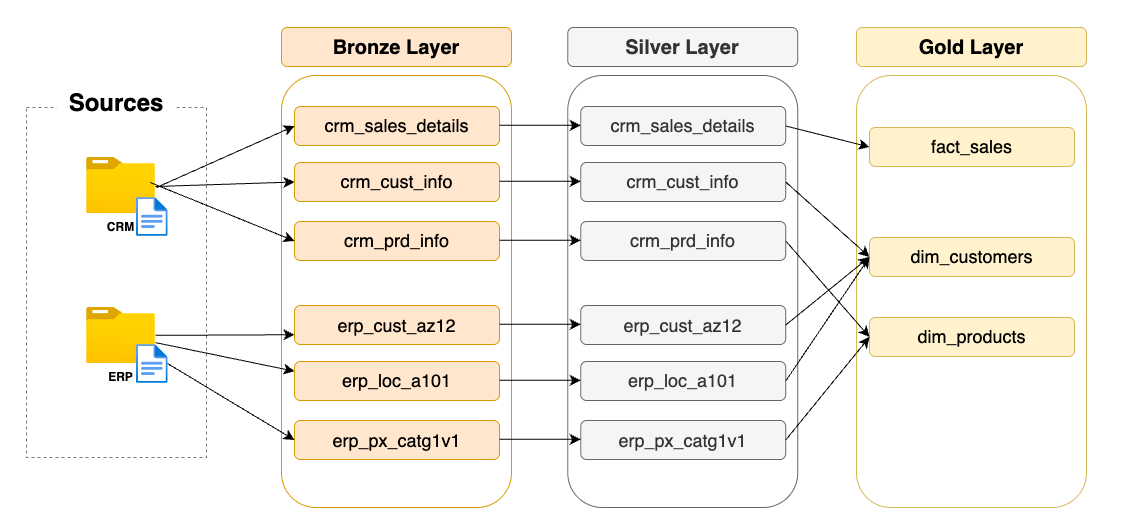 Bronze Layer
Silver Layer
Gold Layer
Sources
CRM
ERP
crm_sales_details
crm_cust_info
crm_prd_info
erp_cust_az12
erp_loc_a101
erp_px_catg1v1
crm_sales_details
crm_cust_info
crm_prd_info
erp_cust_az12
erp_loc_a101
erp_px_catg1v1
fact_sales
dim_customers
dim_products